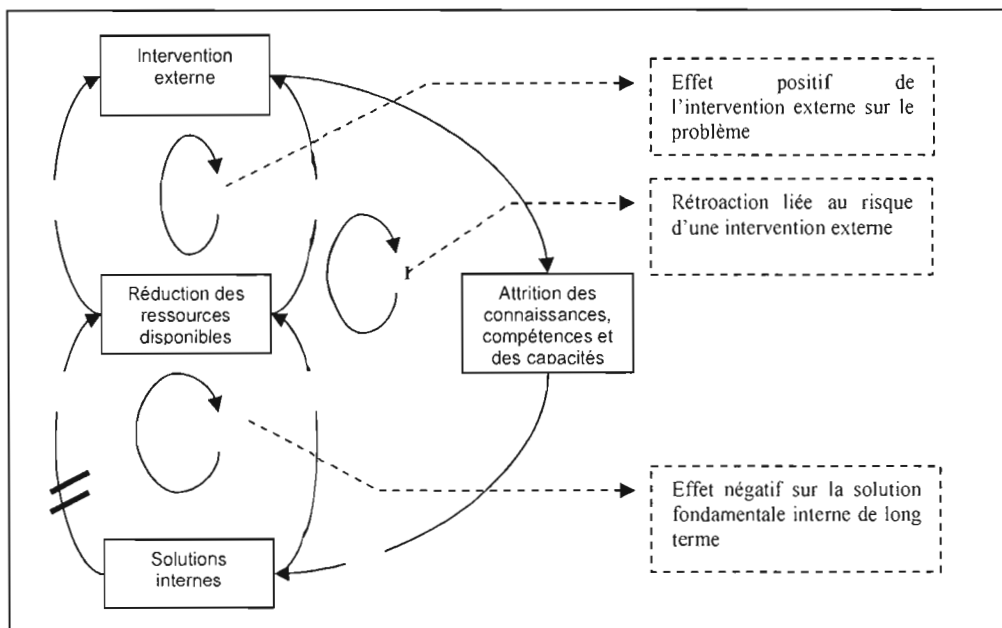 Intervention
externe
Effet positif de
l'intervention externe sur le
problème
Rétroaction liée au risque
d'une intervention externe
Réduction des
ressources
disponibles
Attrition des
connaissances,
compétences et
des capacités
Effet négatif sur la solution
fondamentale interne de long
terme
Solutions
internes